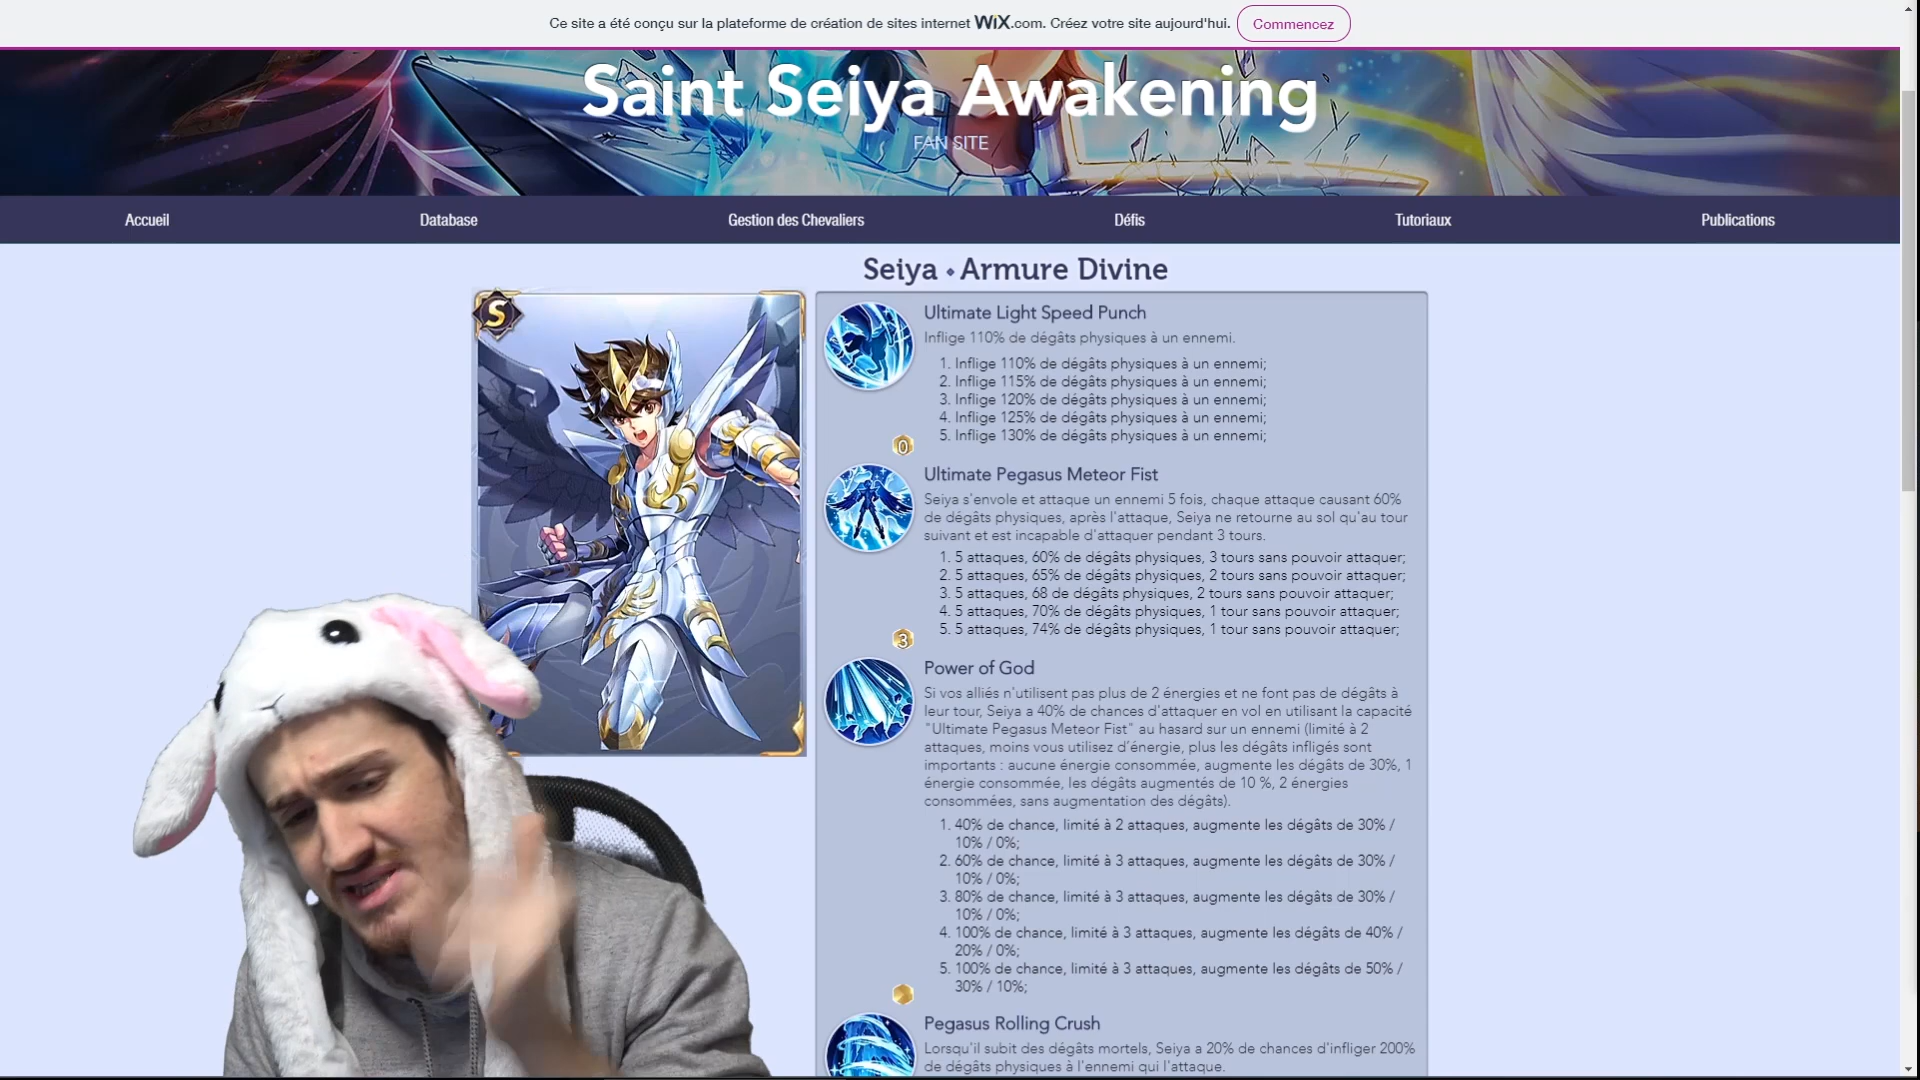 Ce site a été conçu sur la plateforme de création de sites internet WiX.com. Créez votre site aujourd'hui. Commencez
Saint Seiya Awakening
FAN SITE
Accueil Database Gestion des Chevaliers Défis Tutoriaux Publications
Seiya • Armure Divine
S
Ultimate Light Speed Punch
Inflige 110% de dégâts physiques à un ennemi.
1. Inflige 110% de dégâts physiques à un ennemi;
2. Inflige 115% de dégâts physiques à un ennemi;
3. Inflige 120% de dégâts physiques à un ennemi;
4. Inflige 125% de dégâts physiques à un ennemi;
5. Inflige 130% de dégâts physiques à un ennemi;
0
Ultimate Pegasus Meteor Fist
Seiya s'envole et attaque un ennemi 5 fois, chaque attaque causant 60%
de dégâts physiques, après l'attaque, Seiya ne retourne au sol qu'au tour
suivant et est incapable d'attaquer pendant 3 tours.
1. 5 attaques, 60% de dégâts physiques, 3 tours sans pouvoir attaquer;
2. 5 attaques, 65% de dégâts physiques, 2 tours sans pouvoir attaquer;
3. 5 attaques, 68 de dégâts physiques, 2 tours sans pouvoir attaquer;
4. 5 attaques, 70% de dégâts physiques, 1 tour sans pouvoir attaquer;
5. 5 attaques, 74% de dégâts physiques, 1 tour sans pouvoir attaquer;
3
Power of God
Si vos alliés n'utilisent pas plus de 2 énergies et ne font pas de dégâts à
leur tour, Seiya a 40% de chances d'attaquer en vol en utilisant la capacité
"Ultimate Pegasus Meteor Fist" au hasard sur un ennemi (limité à 2
attaques, moins vous utilisez d'énergie, plus les dégâts infligés sont
importants : aucune énergie consommée, augmente les dégâts de 30%, 1
énergie consommée, les dégâts augmentés de 10 %, 2 énergies
consommées, sans augmentation des dégâts).
1. 40% de chance, limité à 2 attaques, augmente les dégâts de 30% /
10% / 0%;
2. 60% de chance, limité à 3 attaques, augmente les dégâts de 30% /
10% / 0%;
3. 80% de chance, limité à 3 attaques, augmente les dégâts de 30% /
10% / 0%;
4. 100% de chance, limité à 3 attaques, augmente les dégâts de 40% /
20% / 0%;
5. 100% de chance, limité à 3 attaques, augmente les dégâts de 50% /
30% / 10%;
Pegasus Rolling Crush
Lorsqu'il subit des dégâts mortels, Seiya a 20% de chances d'infliger 200%
de dégâts physiques à l'ennemi qui l'attaque.